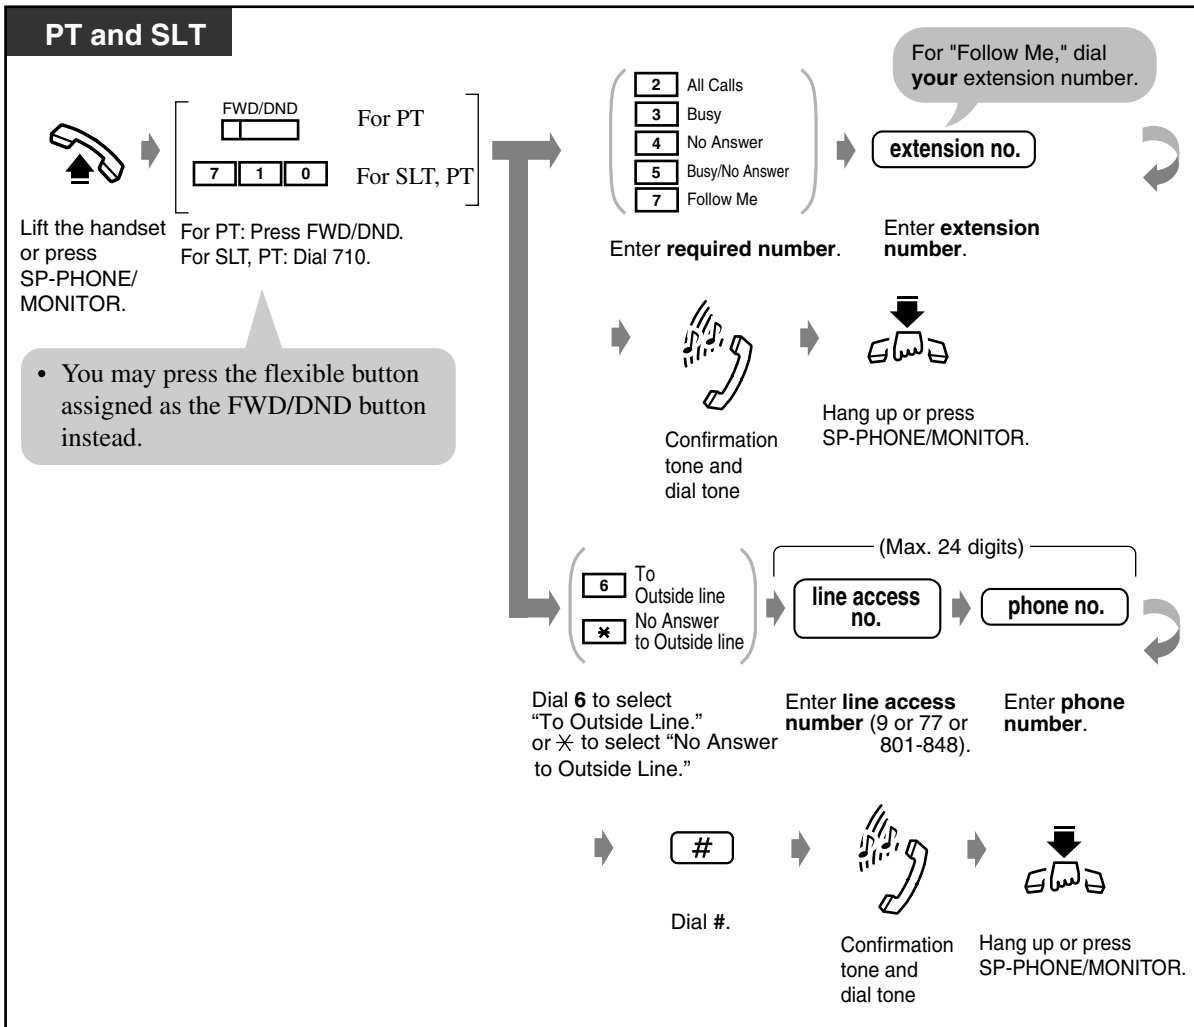 PT and SLT
FWD/DND
For PT
7 1 0
For SLT, PT
Lift the handset
or press
SP-PHONE/
MONITOR.
For PT: Press FWD/DND.
For SLT, PT: Dial 710.
• You may press the flexible button
assigned as the FWD/DND button
instead.
2 All Calls
3 Busy
4 No Answer
5 Busy/No Answer
7 Follow Me
Enter required number.
For "Follow Me," dial
your extension number.
extension no.
Enter extension
number.
Confirmation
tone and
dial tone
Hang up or press
SP-PHONE/MONITOR.
6 To
Outside line
* No Answer
to Outside line
Dial 6 to select
“To Outside Line.”
or * to select “No Answer
to Outside Line.”
(Max. 24 digits)
line access
no.
Enter line access
number (9 or 77 or
801-848).
phone no.
Enter phone
number.
#
Dial #.
Confirmation
tone and
dial tone
Hang up or press
SP-PHONE/MONITOR.